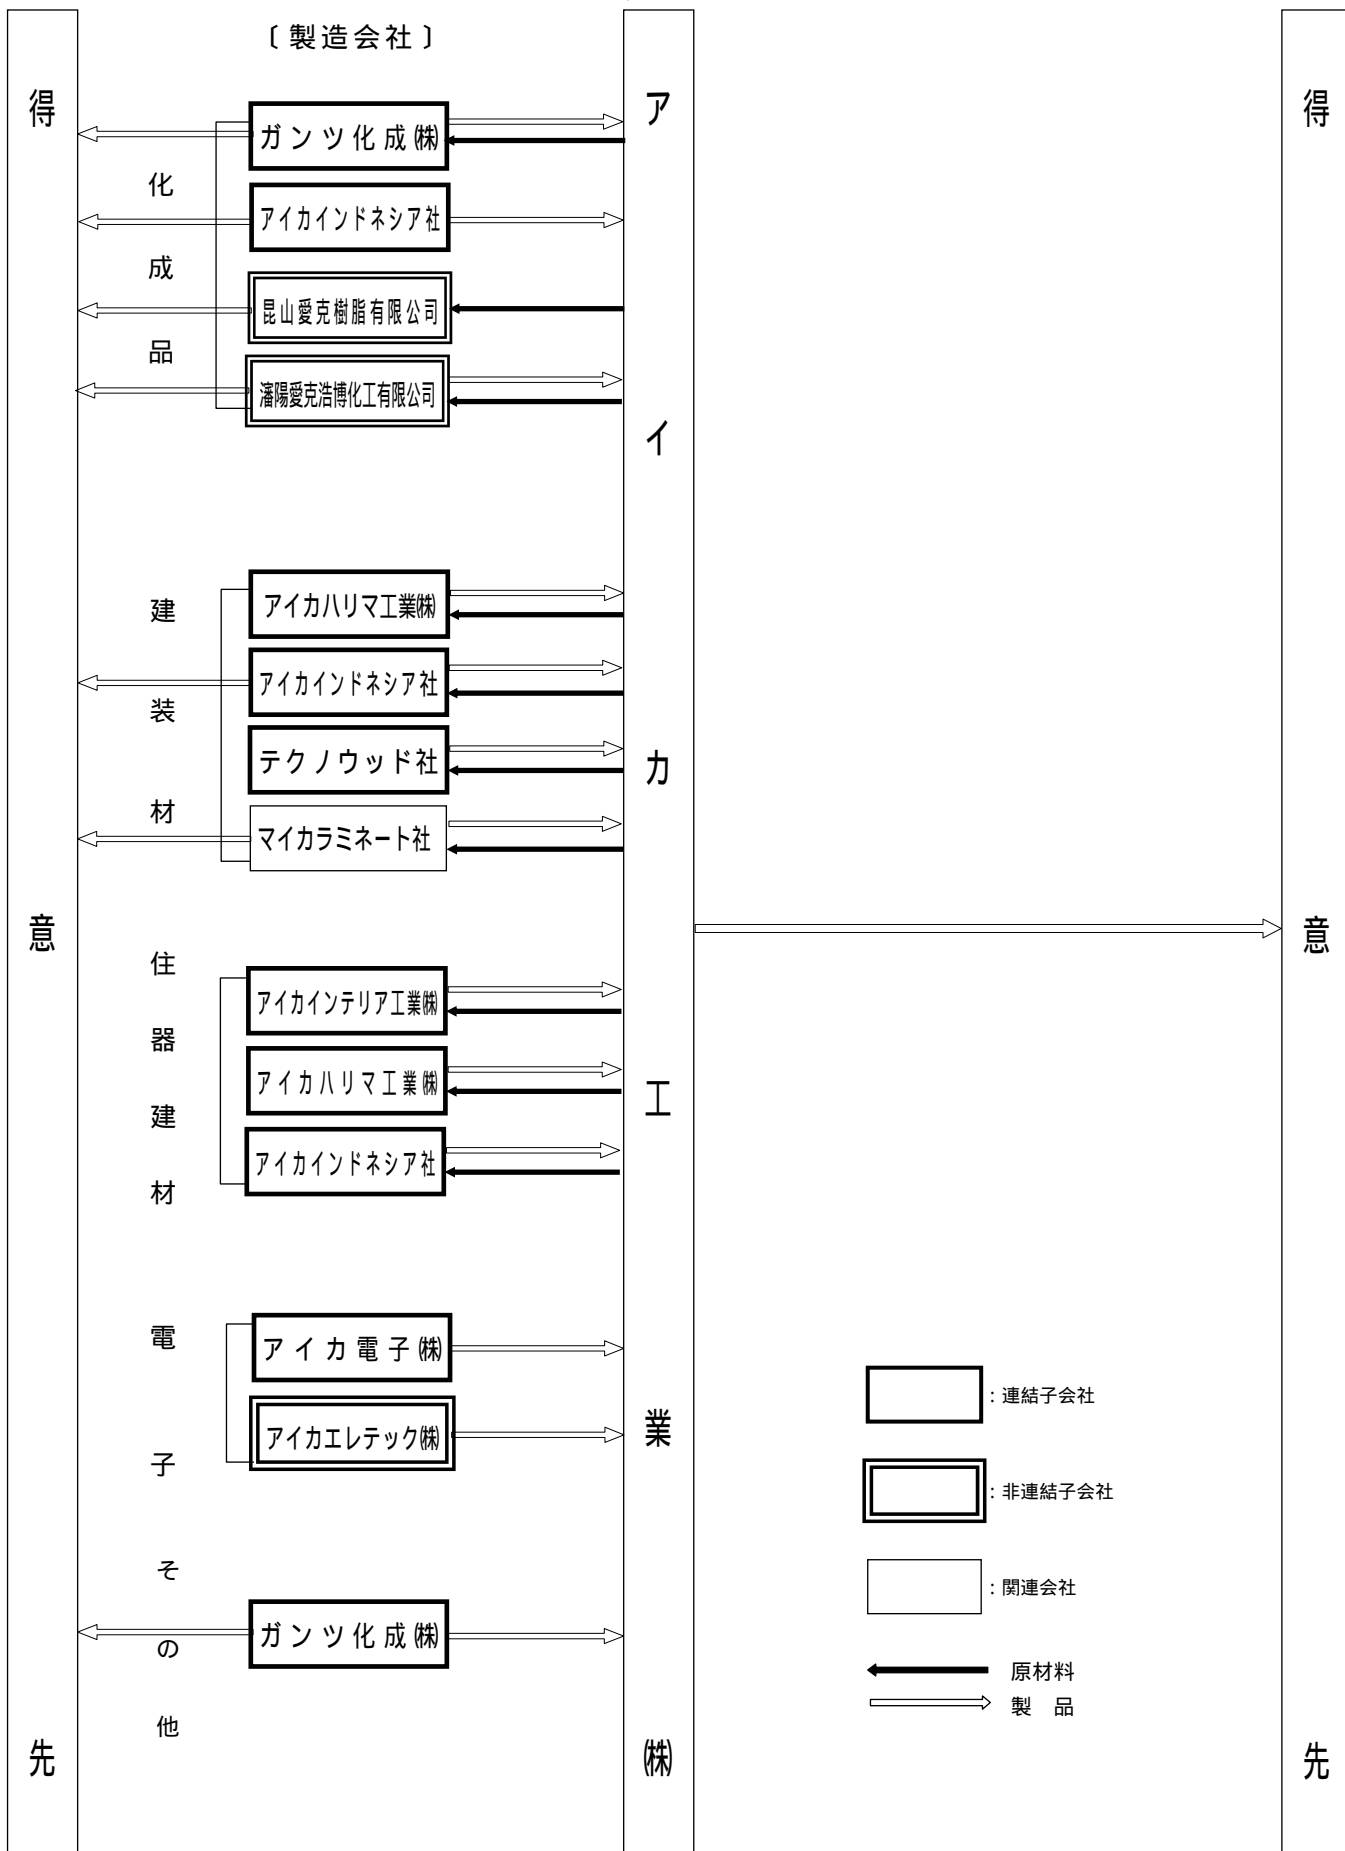 〔製造会社〕
得意先
化成品
ガンツ化成㈱
アイカインドネシア社
昆山愛克樹脂有限公司
瀋陽愛克浩博化工有限公司
建装材
アイカハリマ工業㈱
アイカインドネシア社
テクノウッド社
マイカラミネート社
住器建材
アイカインテリア工業㈱
アイカハリマ工業㈱
アイカインドネシア社
電子
アイカ電子㈱
アイカエレテック㈱
その他
ガンツ化成㈱
アイカ工業㈱
得意先
：連結子会社
：非連結子会社
：関連会社
原材料
製　品